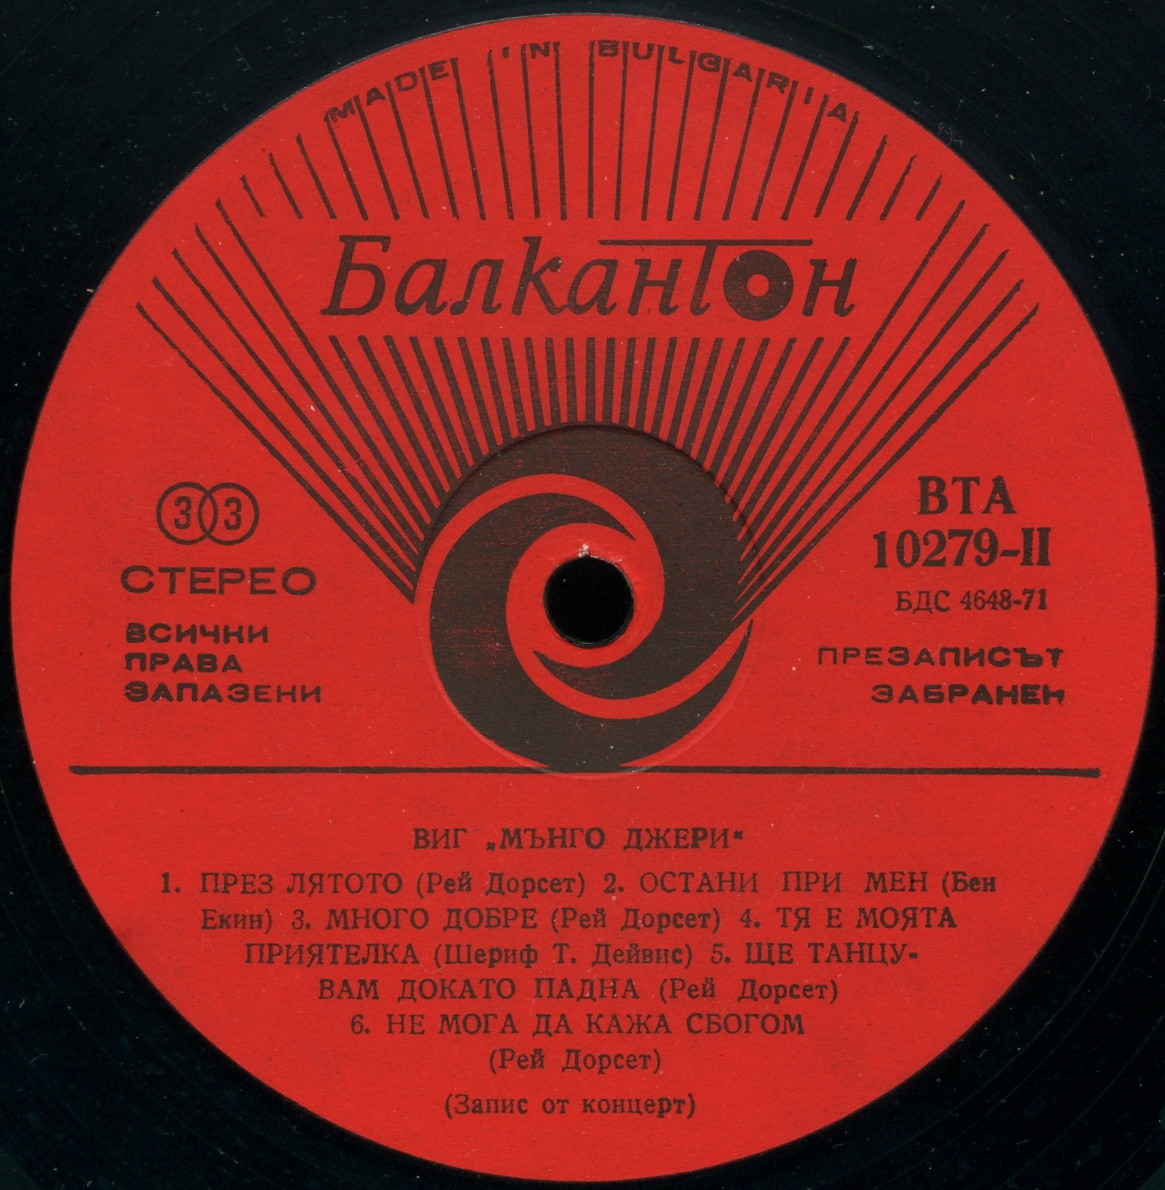 MADE IN BULGARIA
Балкантон
33
СТЕРЕО
ВСИЧКИ
ПРАВА
ЗАПАЗЕНИ
ВТА
10279-II
БДС 4648-71
ПРЕЗАПИСЪТ
ЗАБРАНЕН
ВИГ „МЪНГО ДЖЕРИ“
1. ПРЕЗ ЛЯТОТО (Рей Дорсет) 2. ОСТАНИ ПРИ МЕН (Бен
Екин) 3. МНОГО ДОБРЕ (Рей Дорсет) 4. ТЯ Е МОЯТА
ПРИЯТЕЛКА (Шериф Т. Дейвис) 5. ЩЕ ТАНЦУ-
ВАМ ДОКАТО ПАДНА (Рей Дорсет)
6. НЕ МОГА ДА КАЖА СБОГОМ
(Рей Дорсет)
(Запис от концерт)